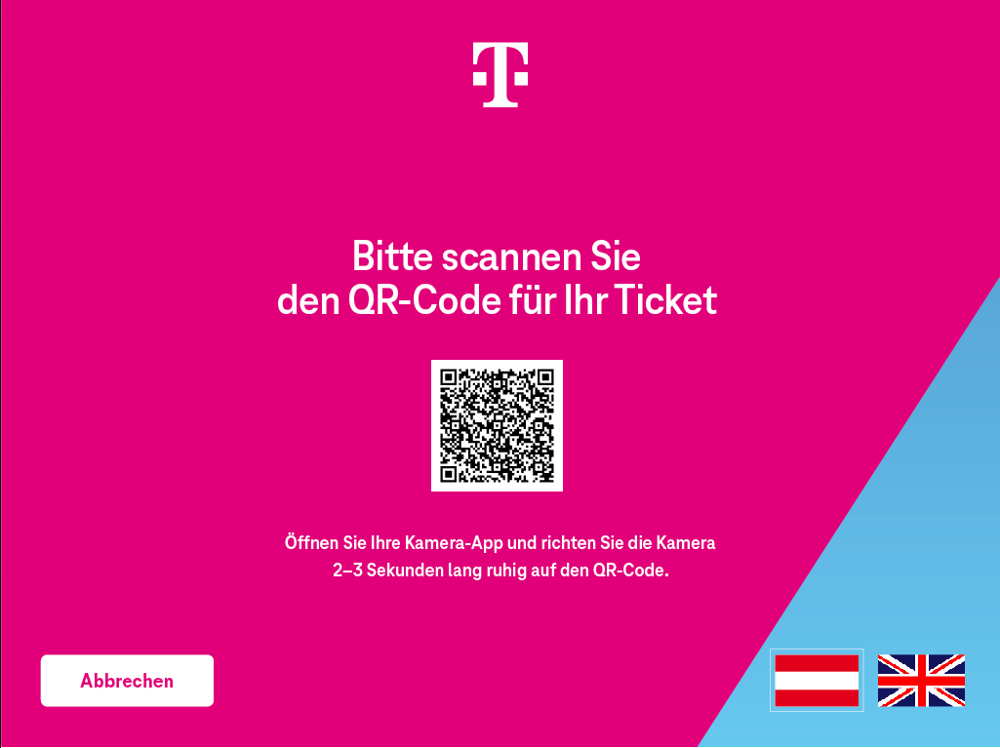 T
Bitte scannen Sie
den QR-Code für Ihr Ticket
Öffnen Sie Ihre Kamera-App und richten Sie die Kamera
2–3 Sekunden lang ruhig auf den QR-Code.
Abbrechen